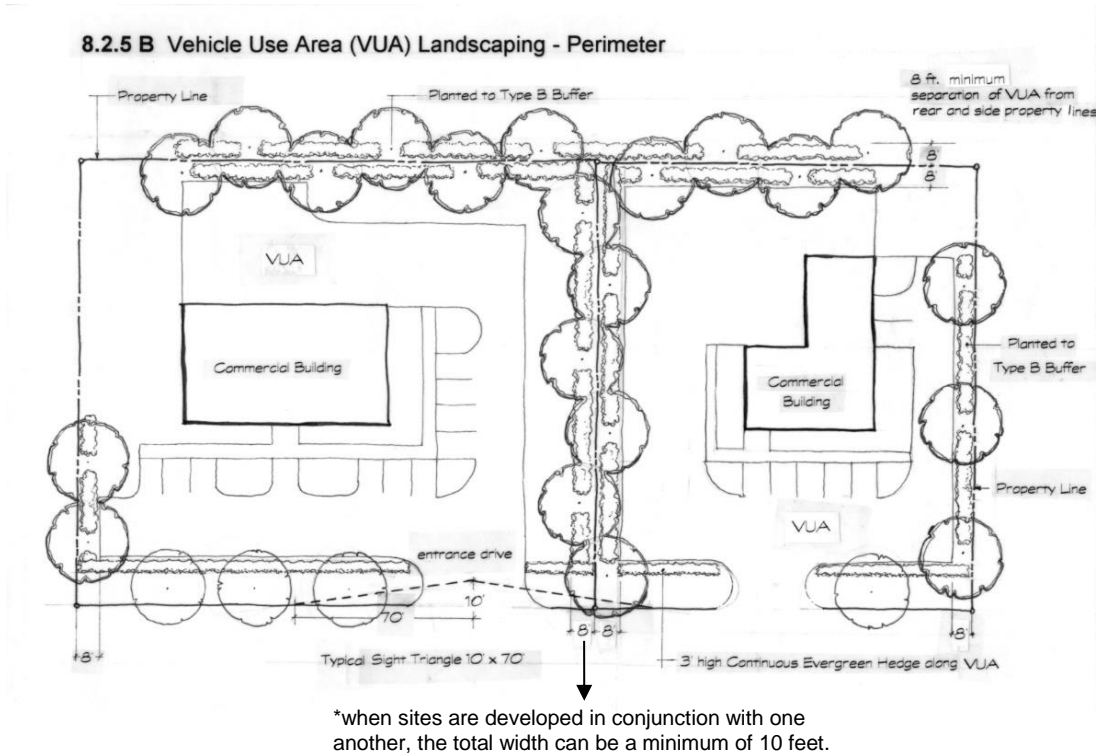 8.2.5 B Vehicle Use Area (VUA) Landscaping - Perimeter
Property Line
Planted to Type B Buffer
8 ft. minimum
separation of VUA from
rear and side property lines
8'
8'
VUA
Commercial Building
Commercial
Building
Planted to
Type B Buffer
Property Line
VUA
entrance drive
10'
70'
8'
8'
8'
8'
Typical Sight Triangle 10' x 70'
3' high Continuous Evergreen Hedge along VUA
*when sites are developed in conjunction with one
another, the total width can be a minimum of 10 feet.